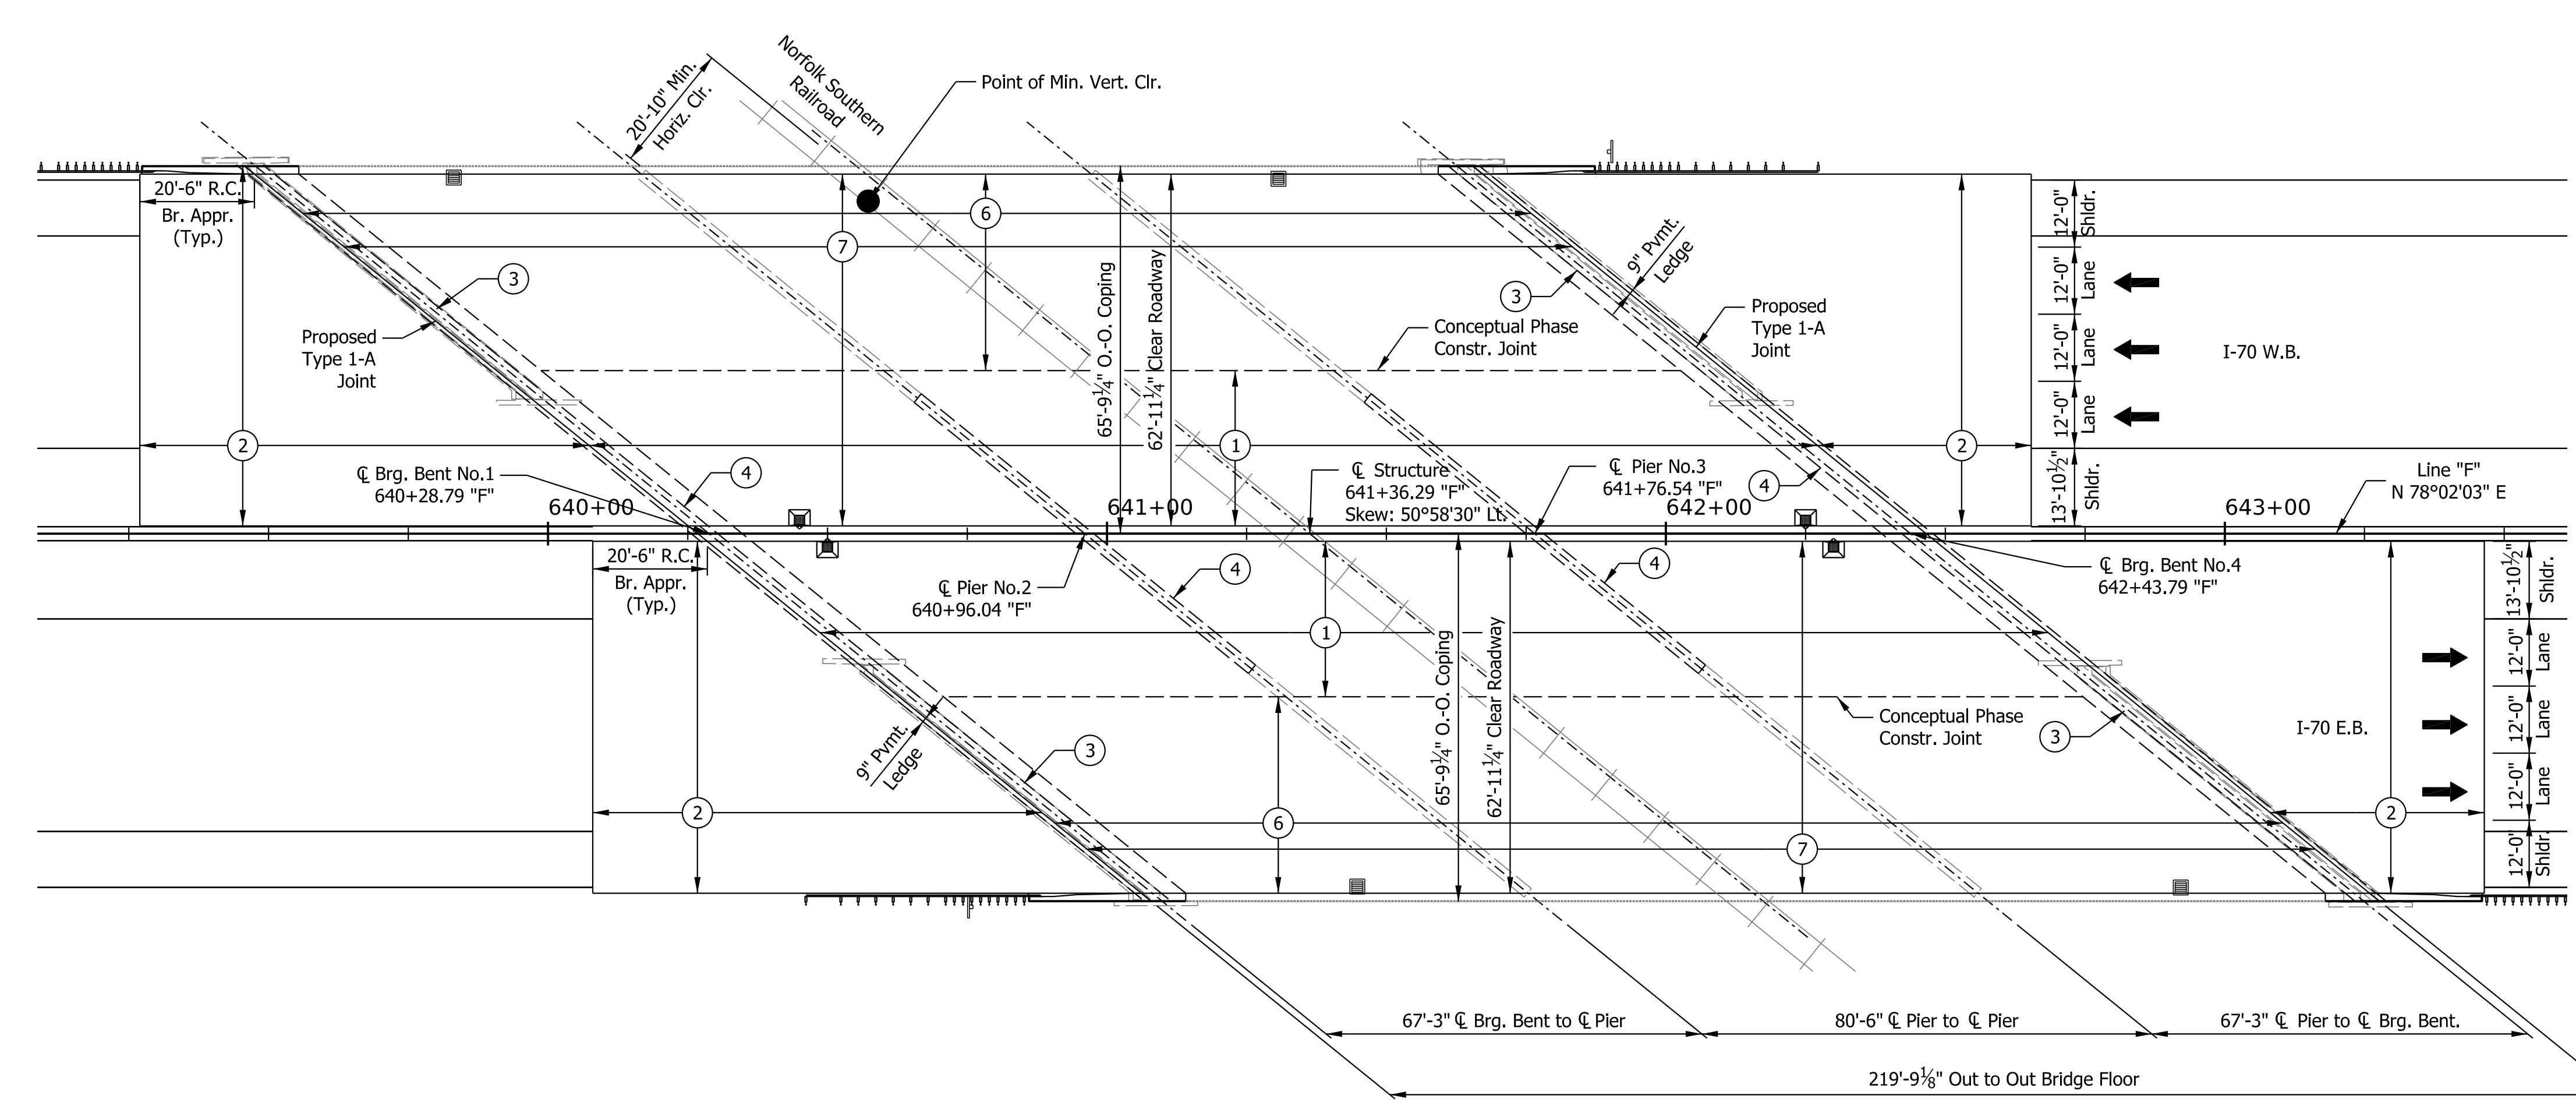 Norfolk Southern
Railroad
20'-10" Min.
Horiz. Clr.
Point of Min. Vert. Clr.
20'-6" R.C.
Br. Appr.
(Typ.)
6
7
3
Proposed
Type 1-A
Joint
65'-9¼" O.-O. Coping
62'-11¼" Clear Roadway
Conceptual Phase
Constr. Joint
3
9" Pvmt.
Ledge
Proposed
Type 1-A
Joint
12'-0"
Shldr.
12'-0"
Lane
12'-0"
Lane
12'-0"
Lane
13'-10½"
Shldr.
I-70 W.B.
2
1
2
℄ Brg. Bent No.1
640+28.79 "F"
4
℄ Structure
641+36.29 "F"
Skew: 50°58'30" Lt.
℄ Pier No.3
641+76.54 "F"
4
Line "F"
N 78°02'03" E
640+00
641+00
642+00
643+00
20'-6" R.C.
Br. Appr.
(Typ.)
℄ Pier No.2
640+96.04 "F"
4
4
℄ Brg. Bent No.4
642+43.79 "F"
13'-10½"
Shldr.
12'-0"
Lane
12'-0"
Lane
12'-0"
Lane
12'-0"
Shldr.
1
65'-9¼" O.-O. Coping
62'-11¼" Clear Roadway
Conceptual Phase
Constr. Joint
I-70 E.B.
3
9" Pvmt.
Ledge
3
2
6
7
2
67'-3" ℄ Brg. Bent to ℄ Pier
80'-6" ℄ Pier to ℄ Pier
67'-3" ℄ Pier to ℄ Brg. Bent.
219'-9⅛" Out to Out Bridge Floor